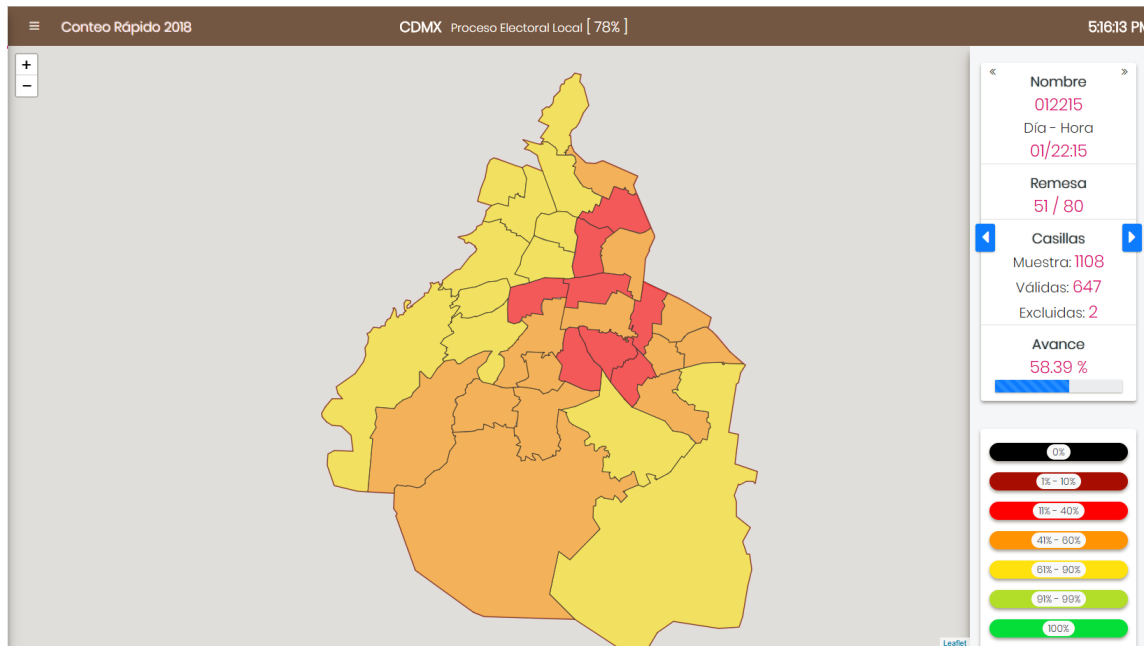 ≡ Conteo Rápido 2018 CDMX Proceso Electoral Local [ 78% ] 5:16:13 PM
+
−
« »
Nombre
012215
Día - Hora
01/22:15
Remesa
51 / 80
Casillas
Muestra: 1108
Válidas: 647
Excluidas: 2
Avance
58.39 %
0%
1% - 10%
11% - 40%
41% - 60%
61% - 90%
91% - 99%
100%
Leaflet